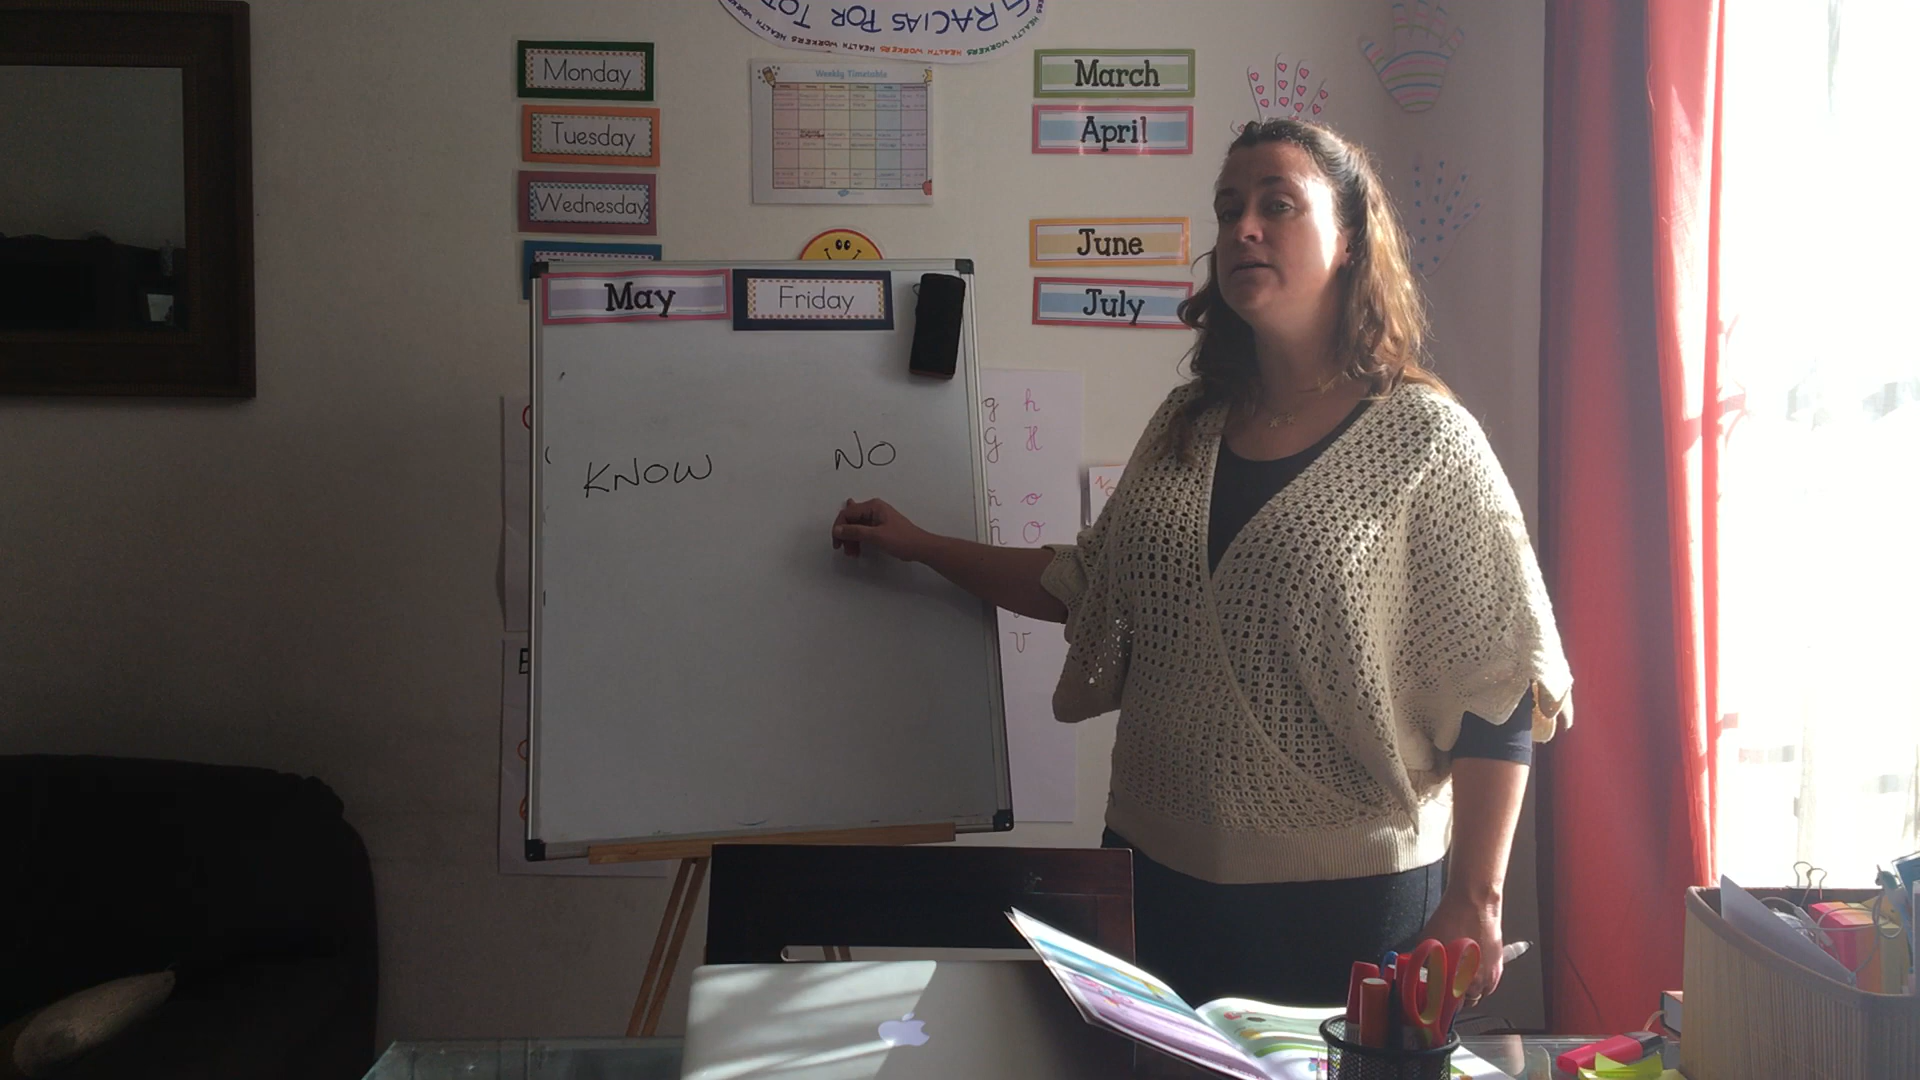 GRACIAS POR TOD
HEALTH WORKERS HEALTH WORKERS HEALTH WORKERS
Monday
Tuesday
Wednesday
Weekly Timetable
March
April
June
July
May
Friday
KNOW
NO
g h
G H
ñ o
Ñ O
v